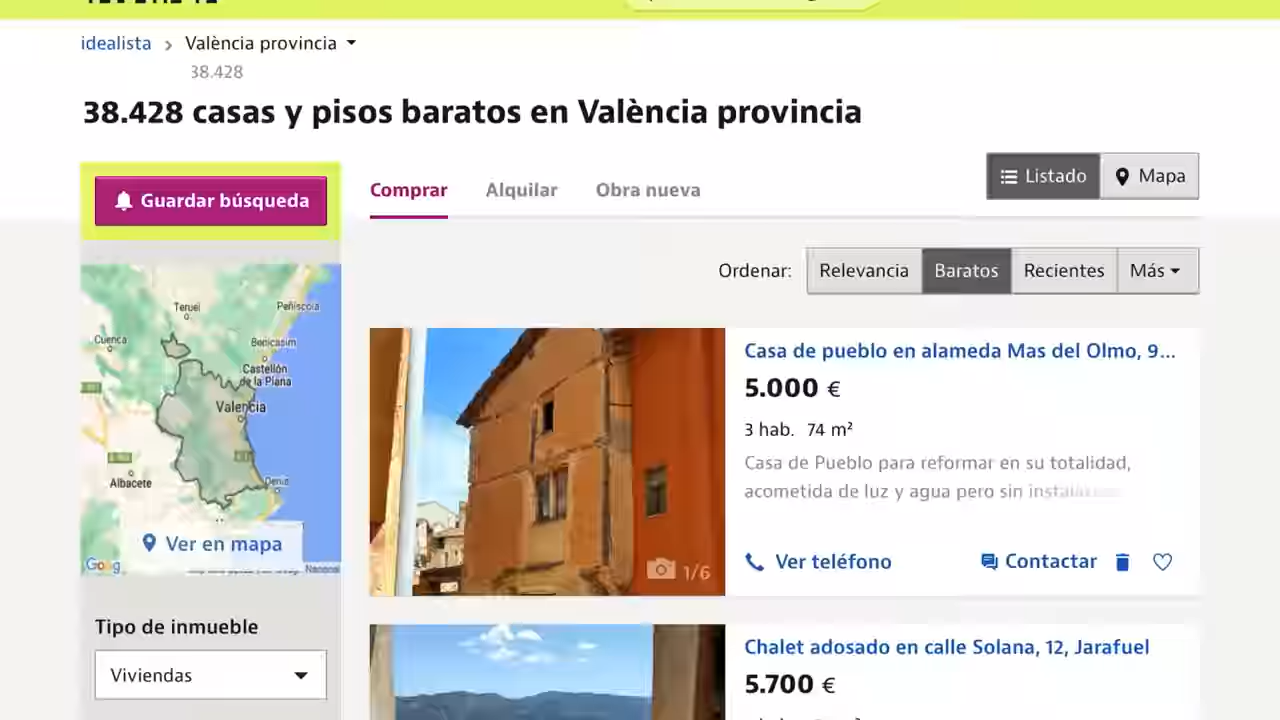 idealista > València provincia
38.428
38.428 casas y pisos baratos en València provincia
Guardar búsqueda
Comprar Alquilar Obra nueva
Listado Mapa
Ordenar: Relevancia Baratos Recientes Más
Teruel
Peñíscola
Cuenca
Benicasim
Castellón
de la Plana
Valencia
Albacete
Denia
Ver en mapa
Goog
Nacional
Tipo de inmueble
Viviendas
1/6
Casa de pueblo en alameda Mas del Olmo, 9...
5.000 €
3 hab. 74 m²
Casa de Pueblo para reformar en su totalidad,
acometida de luz y agua pero sin
Ver teléfono Contactar
Chalet adosado en calle Solana, 12, Jarafuel
5.700 €